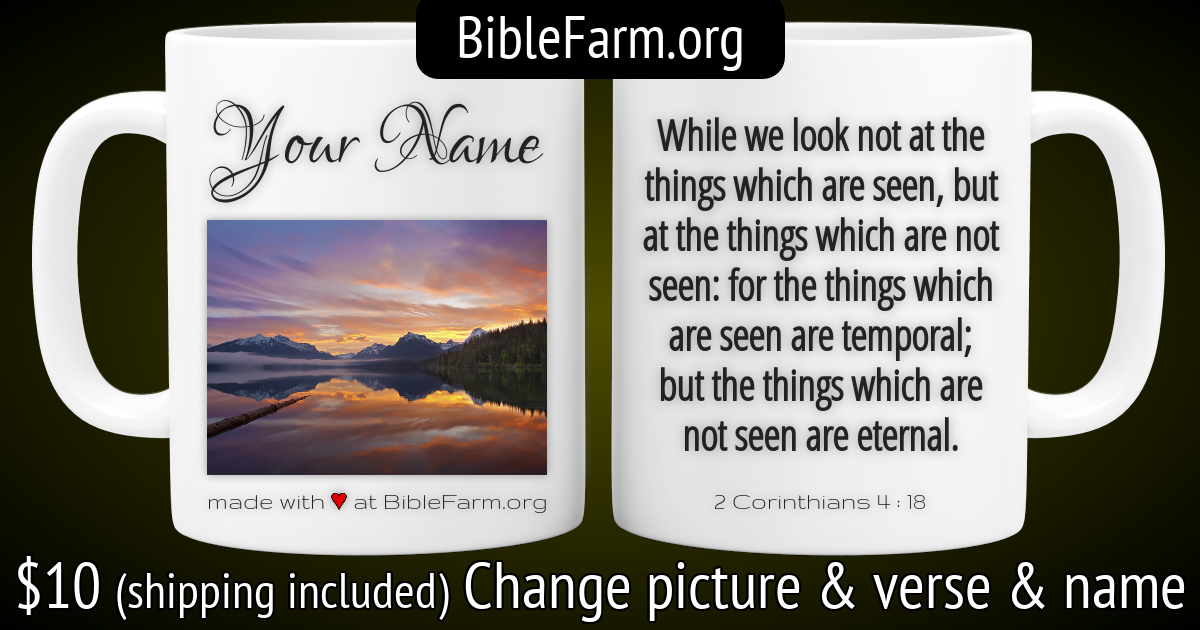 BibleFarm.org
Your Name
made with ♥ at BibleFarm.org
While we look not at the
things which are seen, but
at the things which are not
seen: for the things which
are seen are temporal;
but the things which are
not seen are eternal.
2 Corinthians 4 : 18
$10 (shipping included) Change picture & verse & name